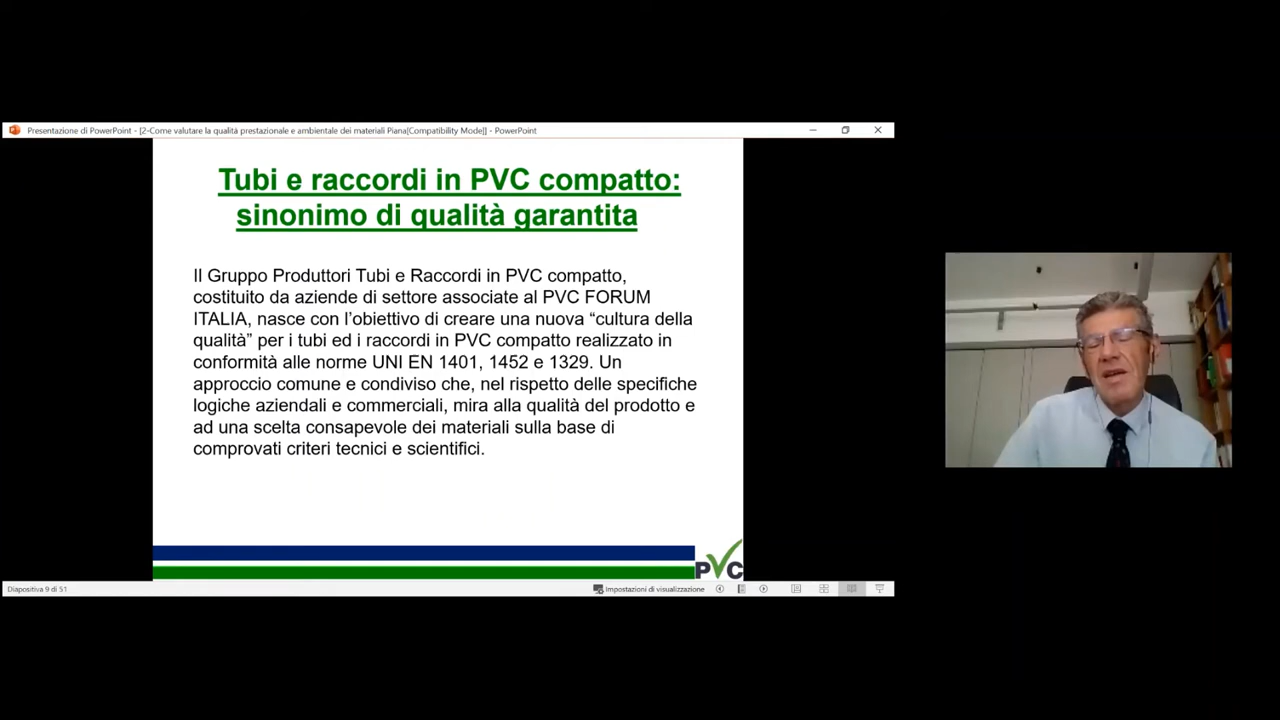 Presentazione di PowerPoint - [2-Come valutare la qualità prestazionale e ambientale dei materiali Piana[Compatibility Mode]] - PowerPoint
Tubi e raccordi in PVC compatto:
sinonimo di qualità garantita
Il Gruppo Produttori Tubi e Raccordi in PVC compatto,
costituito da aziende di settore associate al PVC FORUM
ITALIA, nasce con l’obiettivo di creare una nuova “cultura della
qualità” per i tubi ed i raccordi in PVC compatto realizzato in
conformità alle norme UNI EN 1401, 1452 e 1329. Un
approccio comune e condiviso che, nel rispetto delle specifiche
logiche aziendali e commerciali, mira alla qualità del prodotto e
ad una scelta consapevole dei materiali sulla base di
comprovati criteri tecnici e scientifici.
PVC
Diapositiva 9 di 51
Impostazioni di visualizzazione